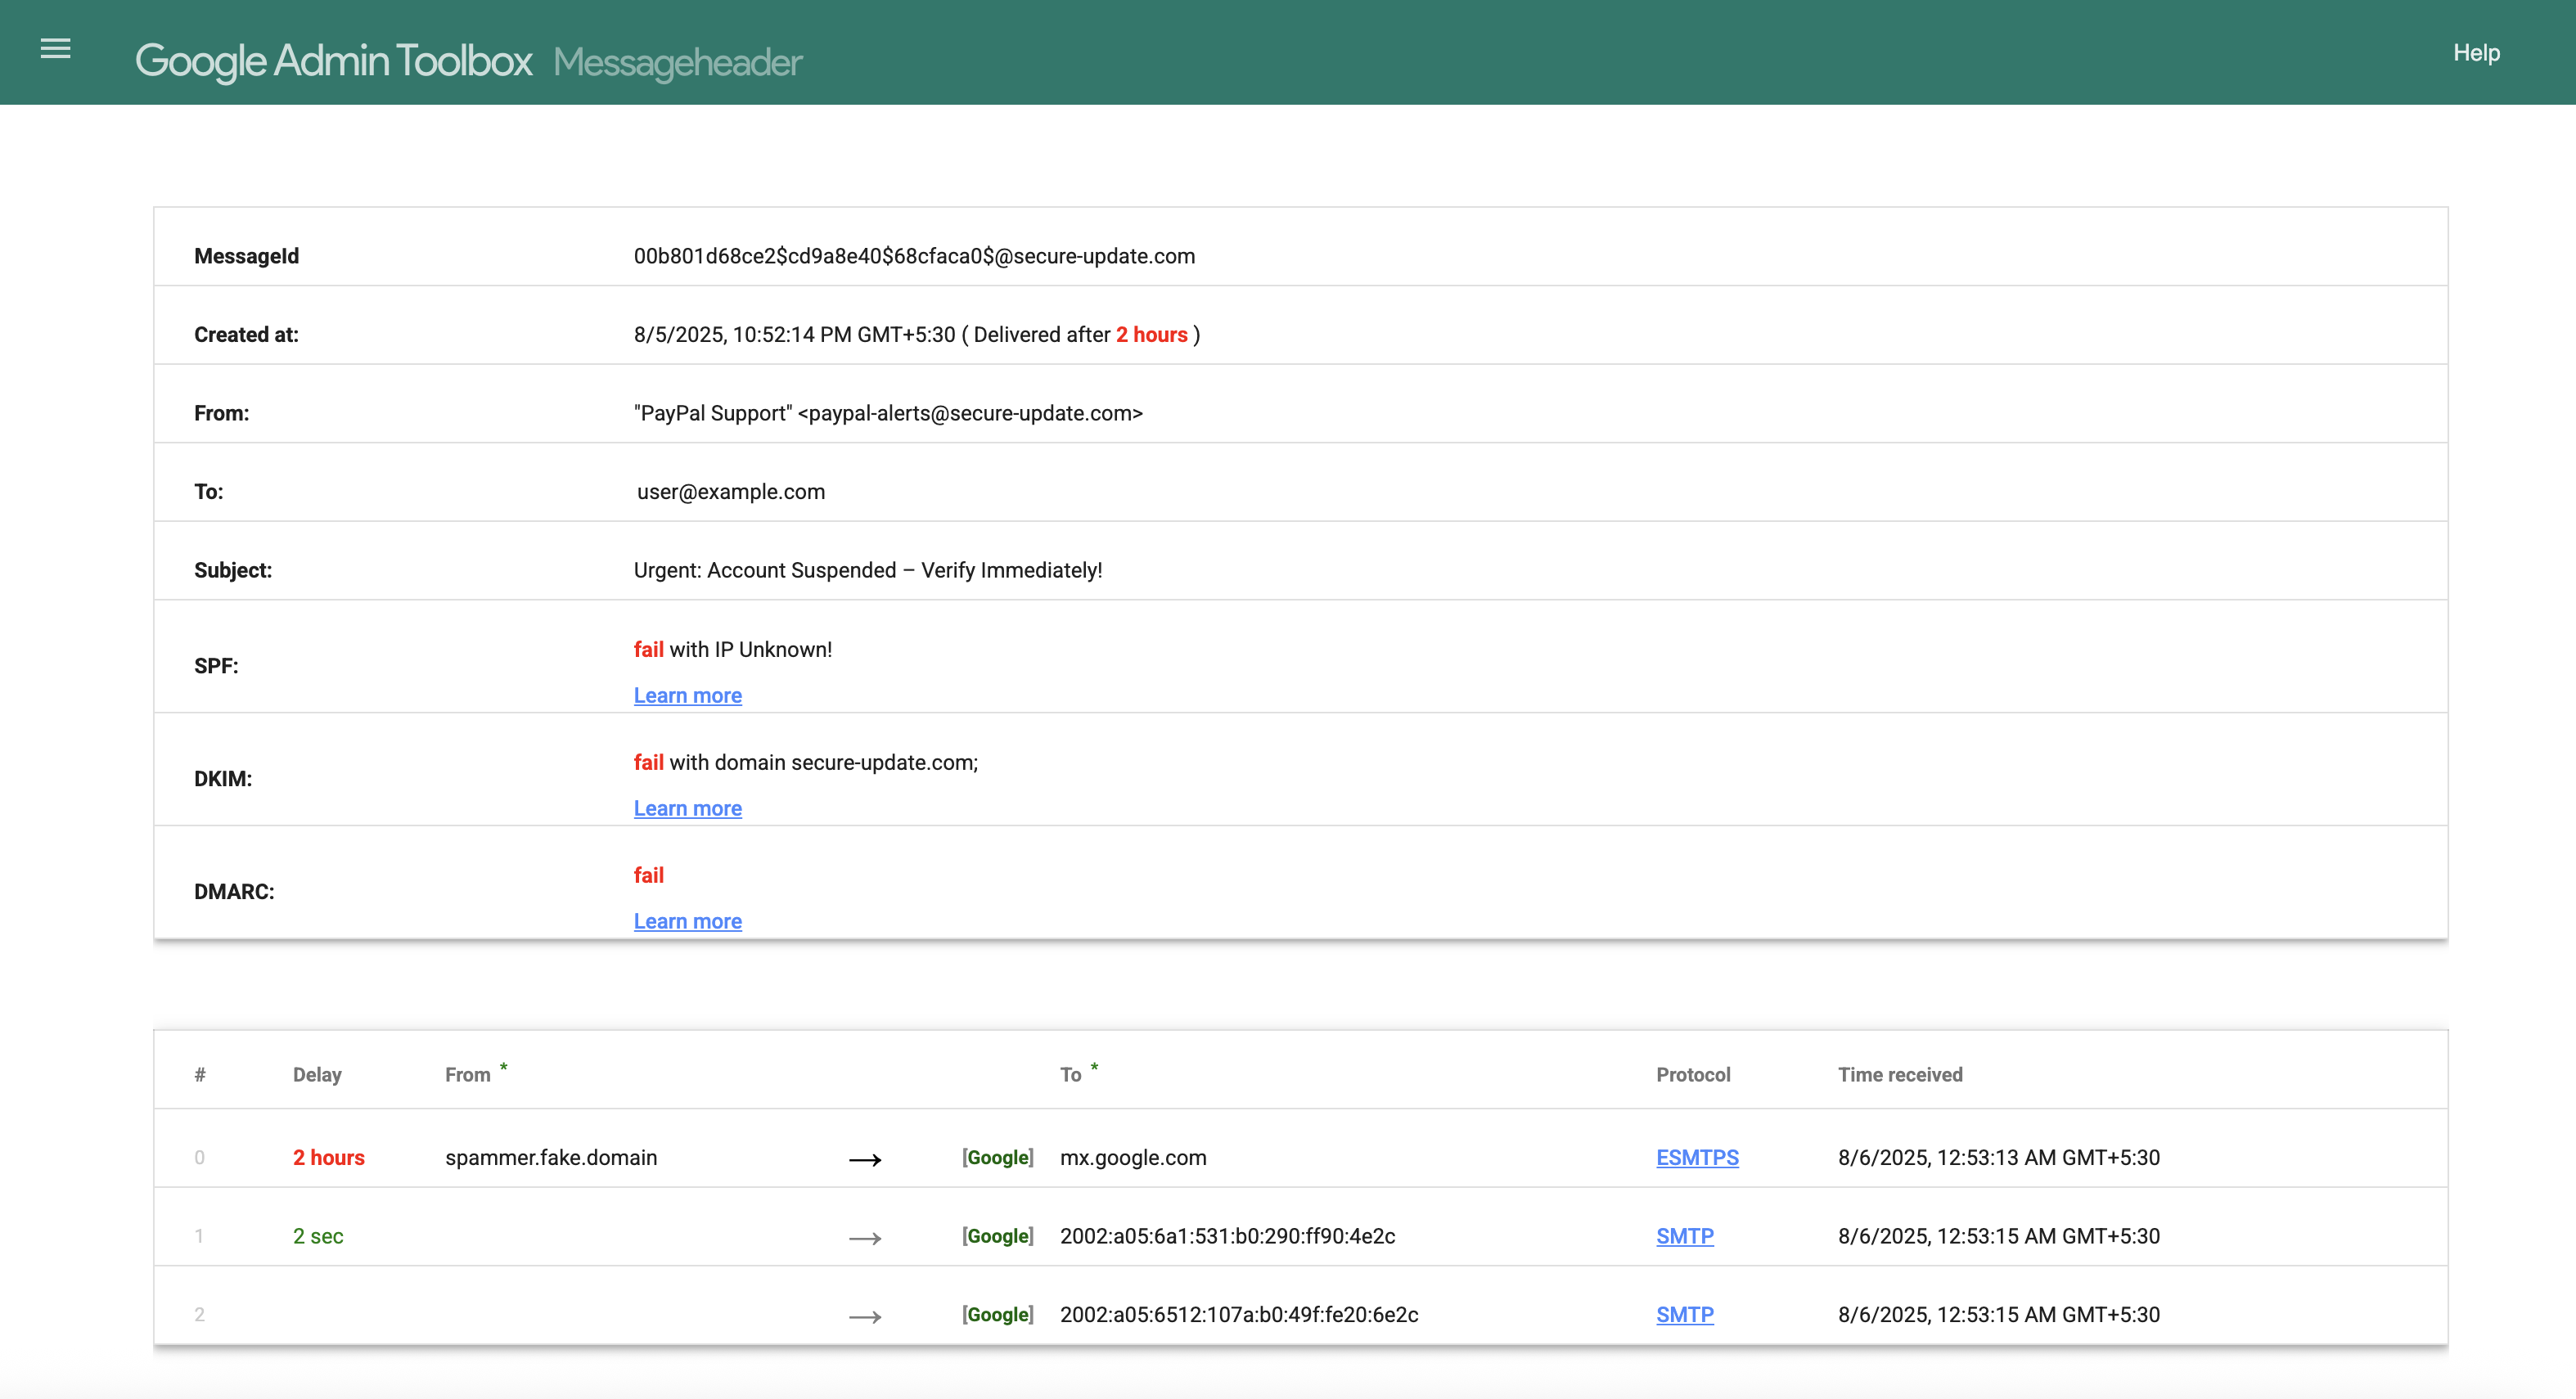 Google Admin Toolbox Messageheader
Help
MessageId 00b801d68ce2$cd9a8e40$68cfaca0$@secure-update.com
Created at: 8/5/2025, 10:52:14 PM GMT+5:30 ( Delivered after 2 hours )
From: "PayPal Support" <paypal-alerts@secure-update.com>
To: user@example.com
Subject: Urgent: Account Suspended – Verify Immediately!
SPF: fail with IP Unknown!
Learn more
DKIM: fail with domain secure-update.com;
Learn more
DMARC: fail
Learn more
# Delay From * To * Protocol Time received
0 2 hours spammer.fake.domain → [Google] mx.google.com ESMTPS 8/6/2025, 12:53:13 AM GMT+5:30
1 2 sec → [Google] 2002:a05:6a1:531:b0:290:ff90:4e2c SMTP 8/6/2025, 12:53:15 AM GMT+5:30
2 → [Google] 2002:a05:6512:107a:b0:49f:fe20:6e2c SMTP 8/6/2025, 12:53:15 AM GMT+5:30